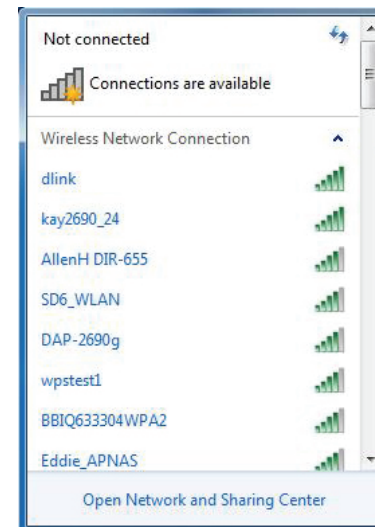 Not connected
Connections are available
Wireless Network Connection
dlink
kay2690_24
AllenH DIR-655
SD6_WLAN
DAP-2690g
wpstest1
BBIQ633304WPA2
Eddie_APNAS
Open Network and Sharing Center